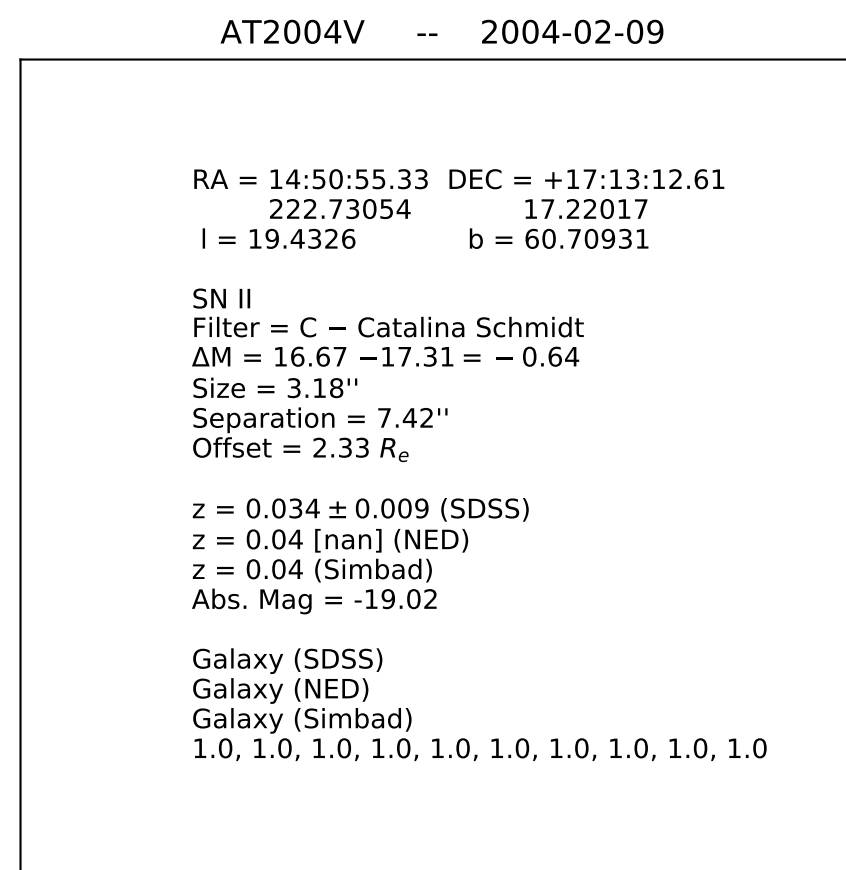 AT2004V -- 2004-02-09
RA = 14:50:55.33 DEC = +17:13:12.61
222.73054 17.22017
l = 19.4326 b = 60.70931
SN II
Filter = C − Catalina Schmidt
ΔM = 16.67 −17.31 = − 0.64
Size = 3.18''
Separation = 7.42''
Offset = 2.33 Rₑ
z = 0.034 ± 0.009 (SDSS)
z = 0.04 [nan] (NED)
z = 0.04 (Simbad)
Abs. Mag = -19.02
Galaxy (SDSS)
Galaxy (NED)
Galaxy (Simbad)
1.0, 1.0, 1.0, 1.0, 1.0, 1.0, 1.0, 1.0, 1.0, 1.0